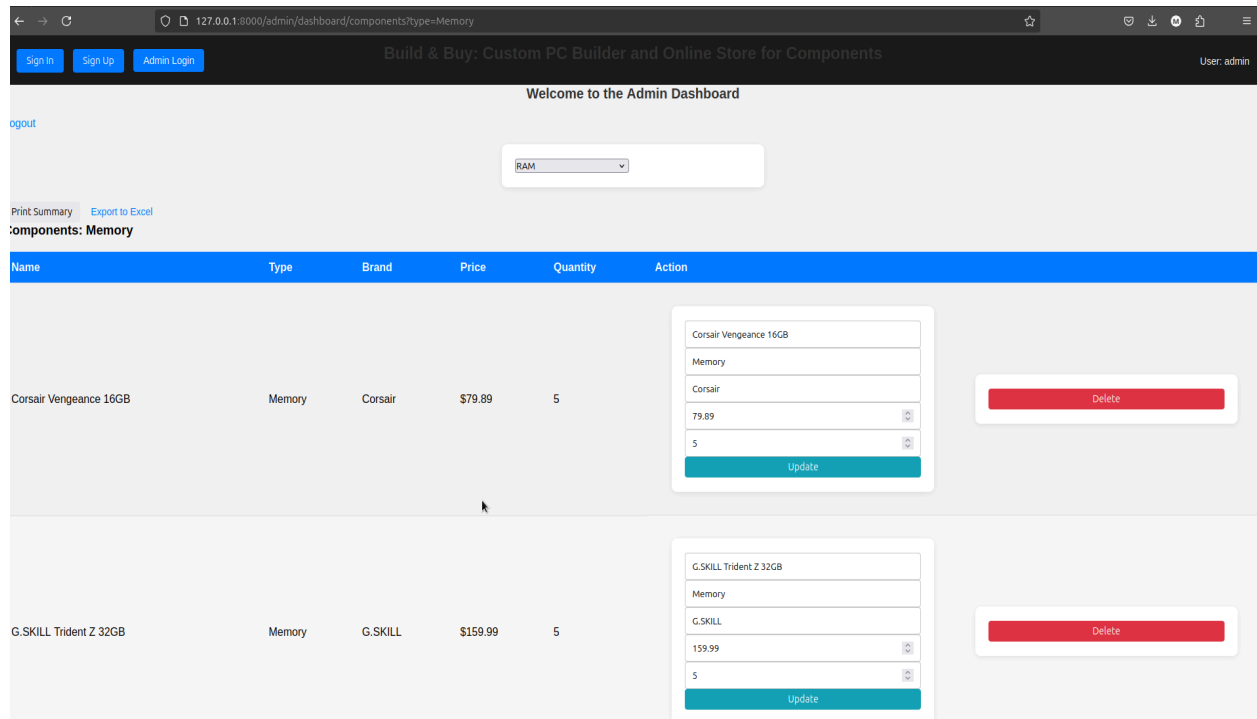 127.0.0.1:8000/admin/dashboard/components?type=Memory
Sign In Sign Up Admin Login Build & Buy: Custom PC Builder and Online Store for Components User: admin
Welcome to the Admin Dashboard
ogout
RAM
Print Summary Export to Excel
omponents: Memory
Name Type Brand Price Quantity Action
Corsair Vengeance 16GB Memory Corsair $79.89 5
Corsair Vengeance 16GB
Memory
Corsair
79.89
5
Update
Delete
G.SKILL Trident Z 32GB Memory G.SKILL $159.99 5
G.SKILL Trident Z 32GB
Memory
G.SKILL
159.99
5
Update
Delete